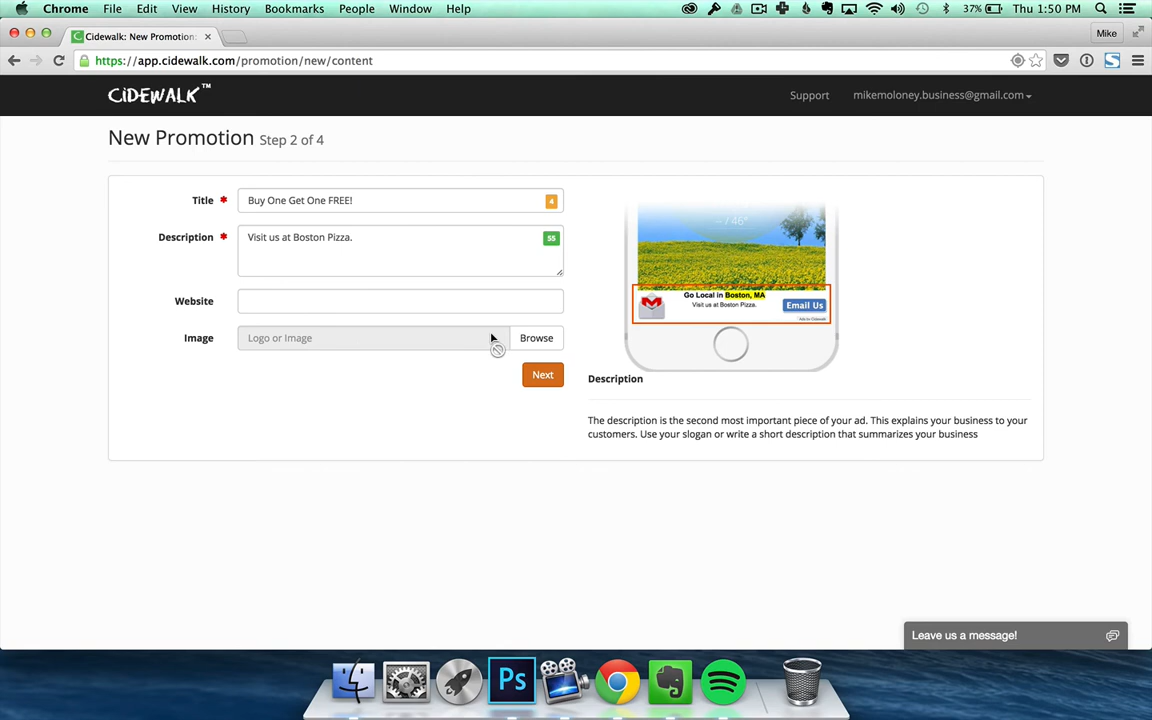 Chrome File Edit View History Bookmarks People Window Help 37% Thu 1:50 PM
Cidewalk: New Promotion: Mike
https://app.cidewalk.com/promotion/new/content
CiDEWALK™ Support mikemoloney.business@gmail.com
New Promotion Step 2 of 4
Title * Buy One Get One FREE! 4
Description * Visit us at Boston Pizza. 55
Website
Image Logo or Image Browse
Next
~ / 46°
Go Local in Boston, MA
Visit us at Boston Pizza.
Email Us
Ads by Cidewalk
Description
The description is the second most important piece of your ad. This explains your business to your
customers. Use your slogan or write a short description that summarizes your business
Leave us a message!
Ps